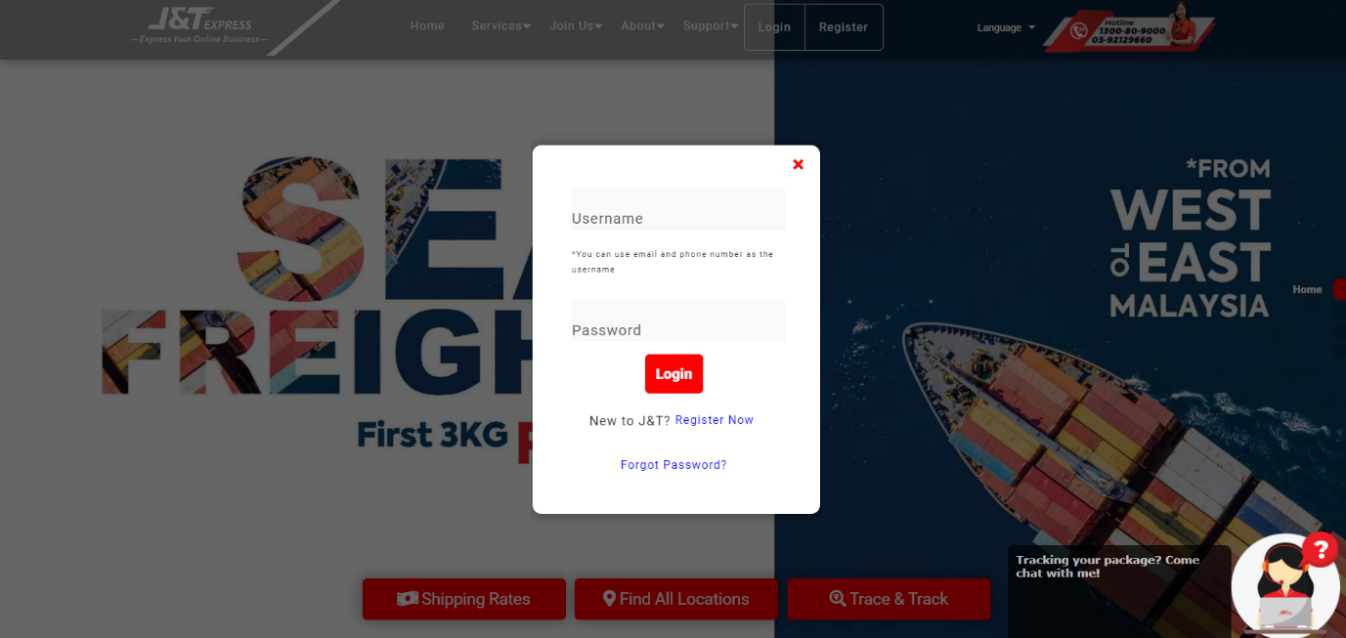 J&T EXPRESS
Express Your Online Business
Home
Services
Join Us
About
Support
Login
Register
Language
Hotline
1300-80-9000
03-92129660
SEA
FREIGH
First 3KG
*FROM
WEST
TO
EAST
MALAYSIA
Home
Username
*You can use email and phone number as the
username
Password
Login
New to J&T? Register Now
Forgot Password?
Shipping Rates
Find All Locations
Trace & Track
Tracking your package? Come
chat with me!
?